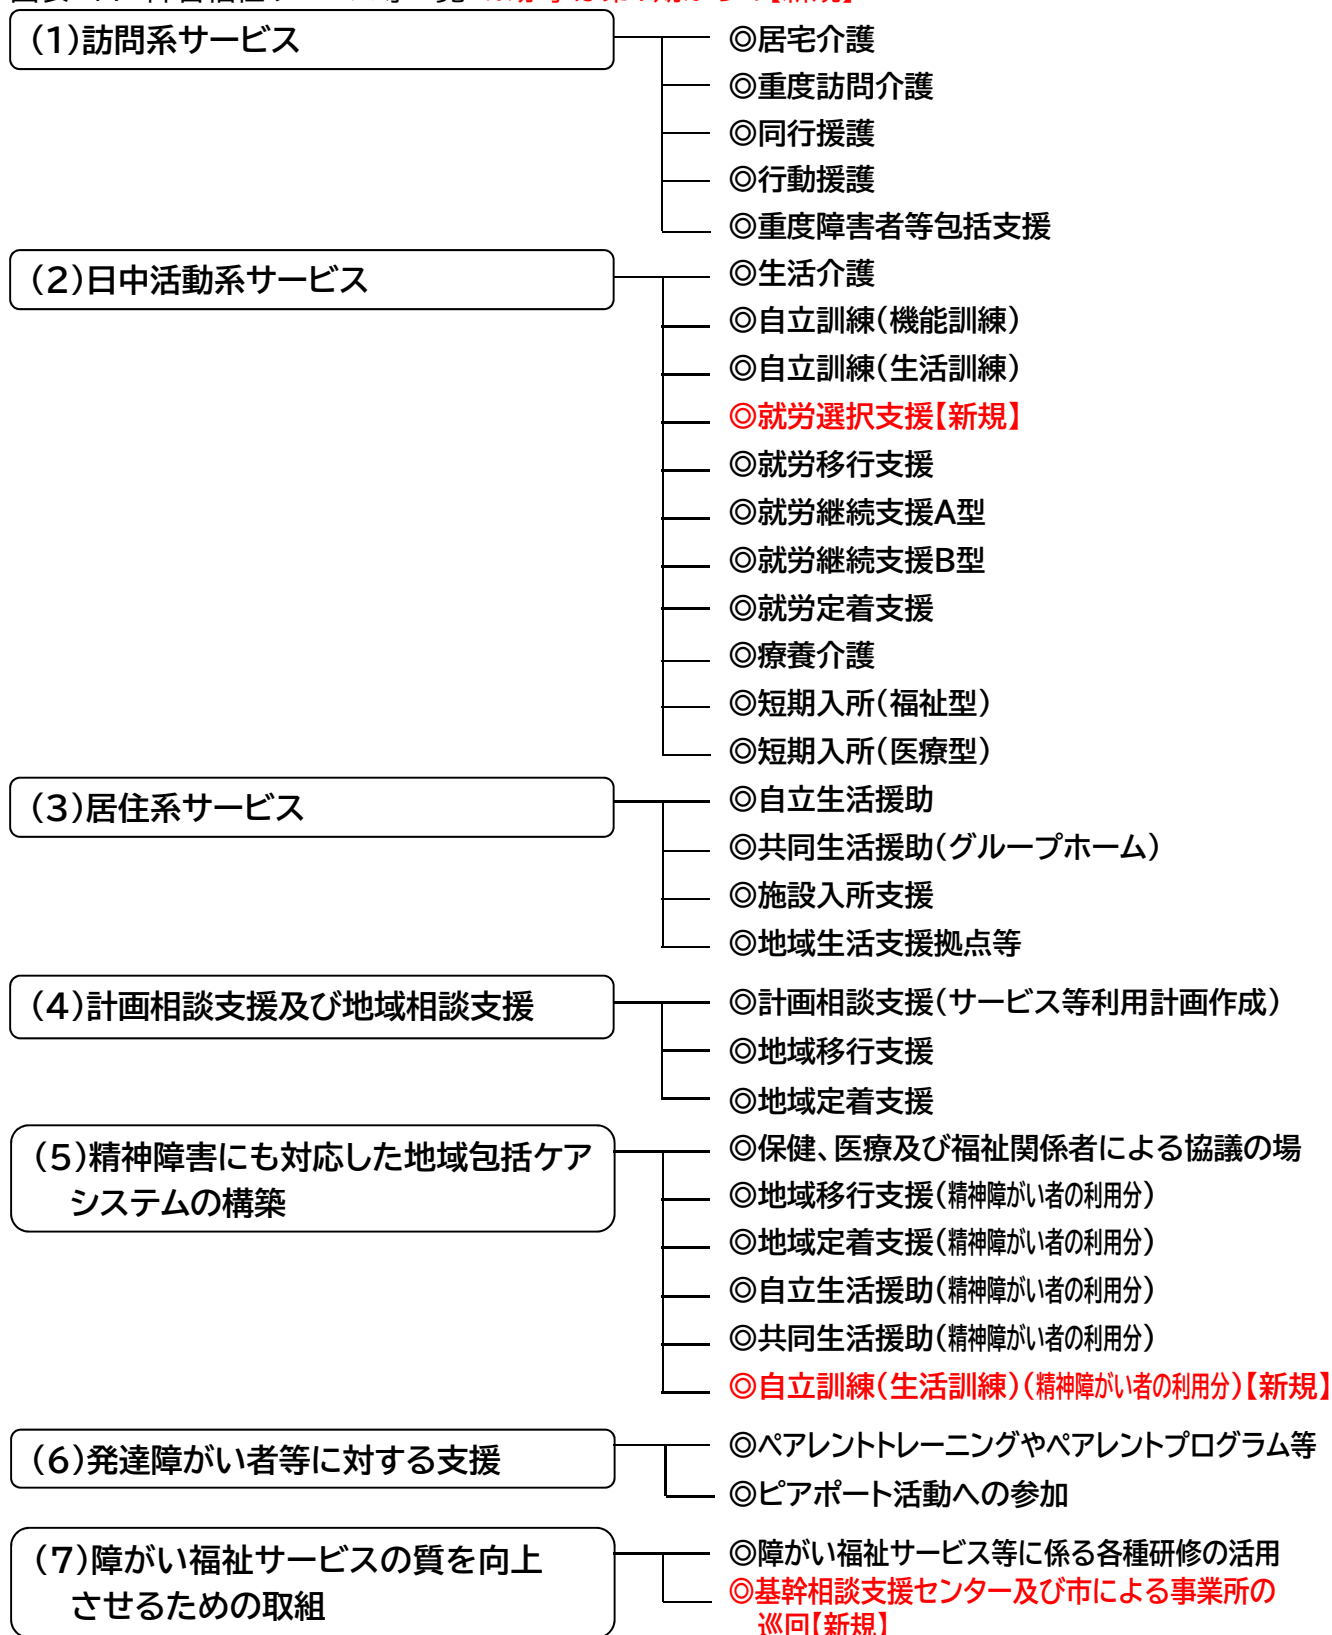 (1)訪問系サービス
◎居宅介護
◎重度訪問介護
◎同行援護
◎行動援護
◎重度障害者等包括支援
(2)日中活動系サービス
◎生活介護
◎自立訓練(機能訓練)
◎自立訓練(生活訓練)
◎就労選択支援【新規】
◎就労移行支援
◎就労継続支援A型
◎就労継続支援B型
◎就労定着支援
◎療養介護
◎短期入所(福祉型)
◎短期入所(医療型)
(3)居住系サービス
◎自立生活援助
◎共同生活援助(グループホーム)
◎施設入所支援
◎地域生活支援拠点等
(4)計画相談支援及び地域相談支援
◎計画相談支援(サービス等利用計画作成)
◎地域移行支援
◎地域定着支援
(5)精神障害にも対応した地域包括ケア
システムの構築
◎保健、医療及び福祉関係者による協議の場
◎地域移行支援(精神障がい者の利用分)
◎地域定着支援(精神障がい者の利用分)
◎自立生活援助(精神障がい者の利用分)
◎共同生活援助(精神障がい者の利用分)
◎自立訓練(生活訓練)(精神障がい者の利用分)【新規】
(6)発達障がい者等に対する支援
◎ペアレントトレーニングやペアレントプログラム等
◎ピアポート活動への参加
(7)障がい福祉サービスの質を向上
させるための取組
◎障がい福祉サービス等に係る各種研修の活用
◎基幹相談支援センター及び市による事業所の
巡回【新規】